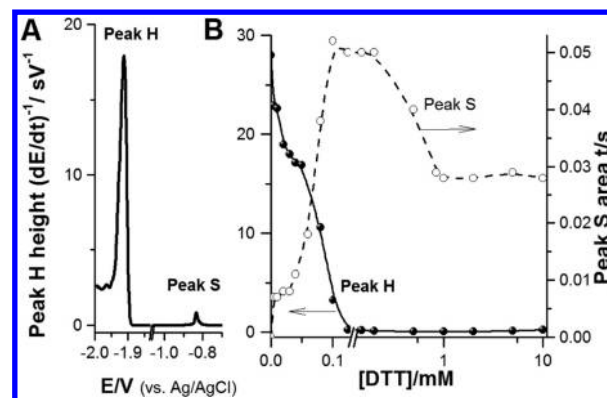 A
B
Peak H height (dE/dt)⁻¹/ sV⁻¹
20
10
0
Peak H
Peak S
-2.0 -1.9 -1.0 -0.8
E/V (vs. Ag/AgCl)
30
20
10
0
Peak S
Peak H
0.0 0.1 1 10
[DTT]/mM
0.05
0.04
0.03
0.02
0.01
0.00
Peak S area t/s